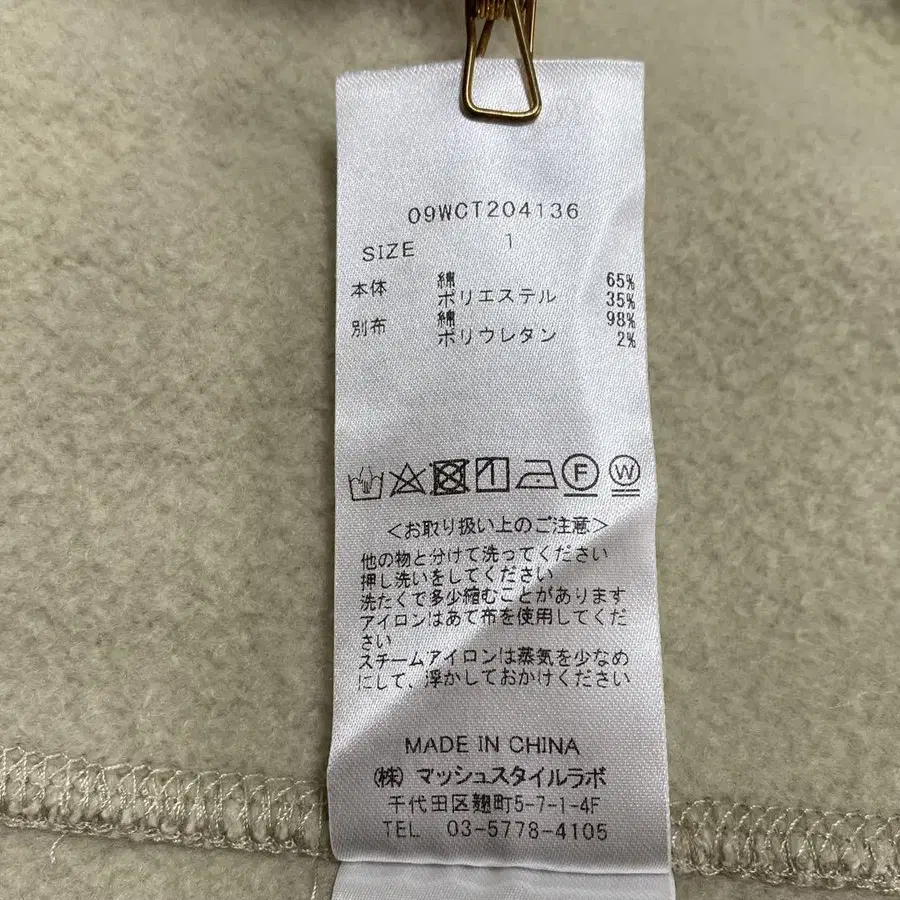 09WCT204136
SIZE 1
本体 綿 65%
ポリエステル 35%
別布 綿 98%
ポリウレタン 2%
F W
<お取り扱い上のご注意>
他の物と分けて洗ってください
押し洗いをしてください
洗たくで多少縮むことがあります
アイロンはあて布を使用してくだ
さい
スチームアイロンは蒸気を少なめ
にして、浮かしておかけください
MADE IN CHINA
(株) マッシュスタイルラボ
千代田区麹町5-7-1-4F
TEL 03-5778-4105